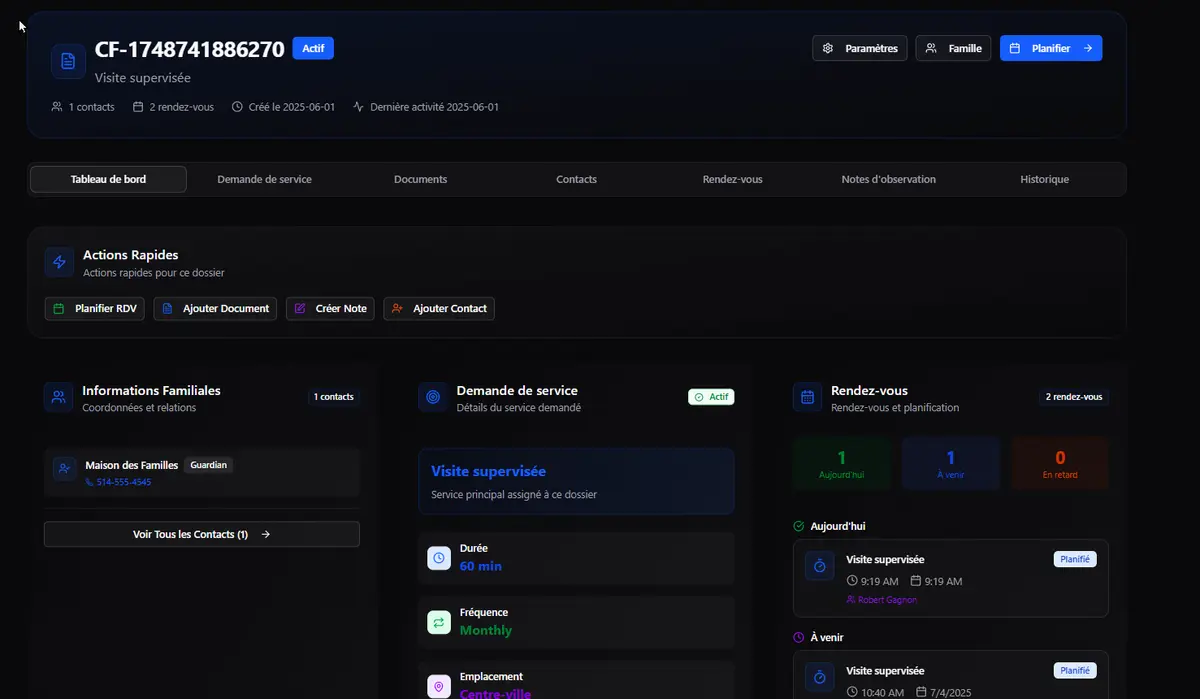 CF-1748741886270 Actif
Visite supervisée
1 contacts 2 rendez-vous Créé le 2025-06-01 Dernière activité 2025-06-01
Paramètres Famille Planifier
Tableau de bord Demande de service Documents Contacts Rendez-vous Notes d'observation Historique
Actions Rapides
Actions rapides pour ce dossier
Planifier RDV Ajouter Document Créer Note Ajouter Contact
Informations Familiales
Coordonnées et relations
1 contacts
Maison des Familles Guardian
514-555-4545
Voir Tous les Contacts (1)
Demande de service
Détails du service demandé
Actif
Visite supervisée
Service principal assigné à ce dossier
Durée
60 min
Fréquence
Monthly
Emplacement
Centre-ville
Rendez-vous
Rendez-vous et planification
2 rendez-vous
1 1 0
Aujourd'hui À venir En retard
Aujourd'hui
Visite supervisée Planifié
9:19 AM 9:19 AM
Robert Gagnon
À venir
Visite supervisée Planifié
10:40 AM 7/4/2025